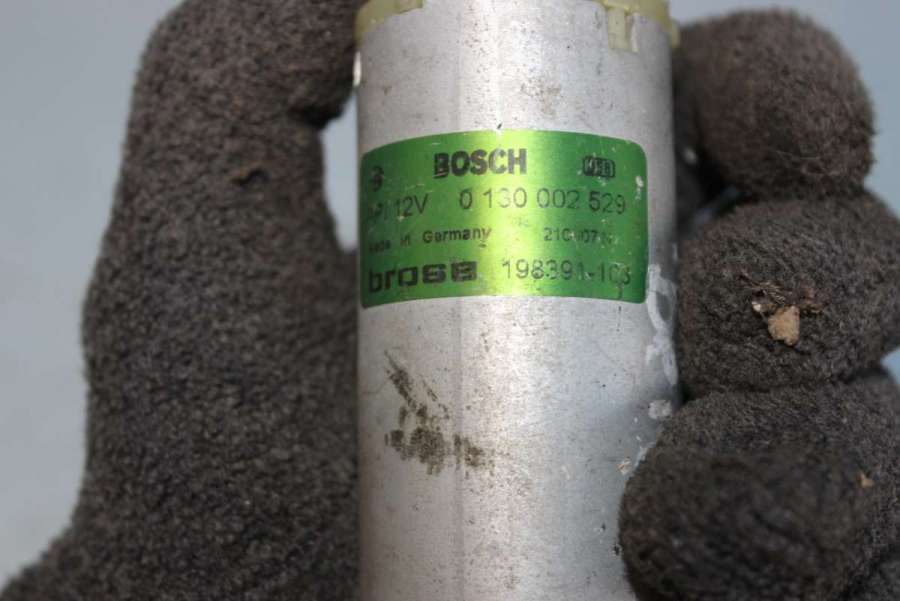 BOSCH
12V 0 130 002 529
Made in Germany
brose 198391-103